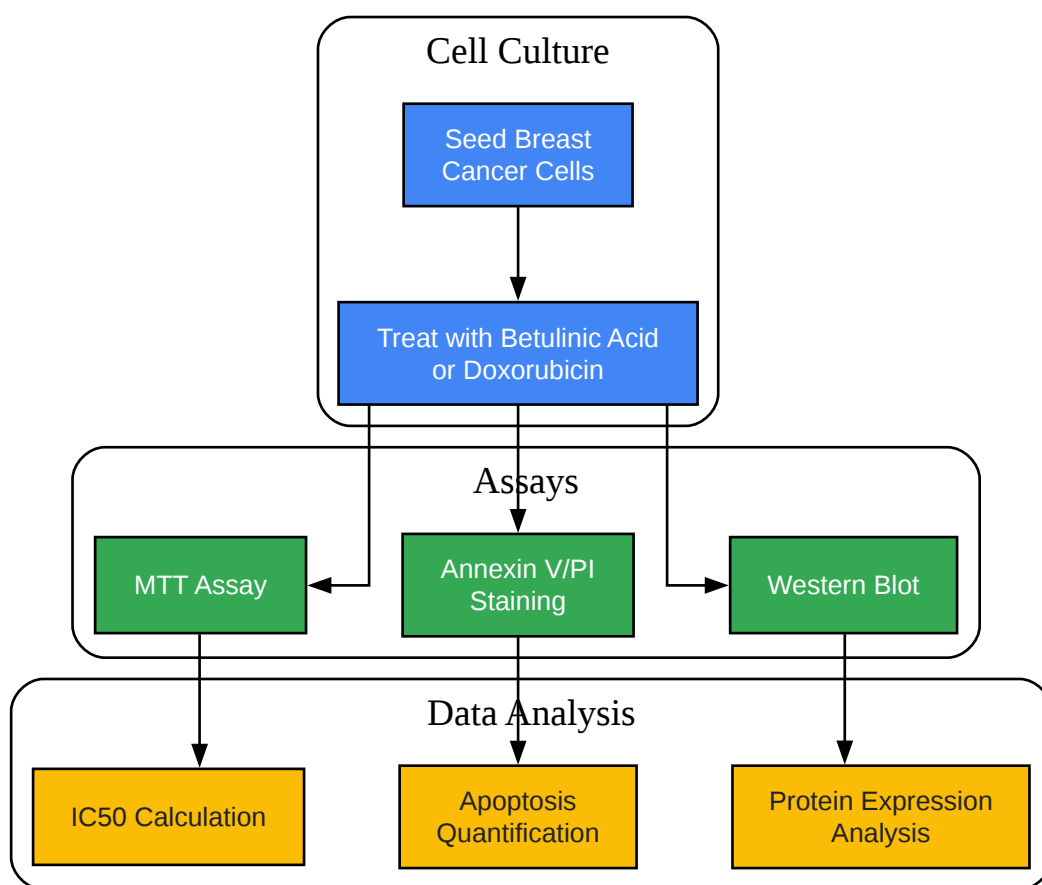 Cell Culture
Seed Breast
Cancer Cells
Treat with Betulinic Acid
or Doxorubicin
Assays
MTT Assay
Annexin V/PI
Staining
Western Blot
Data Analysis
IC50 Calculation
Apoptosis
Quantification
Protein Expression
Analysis